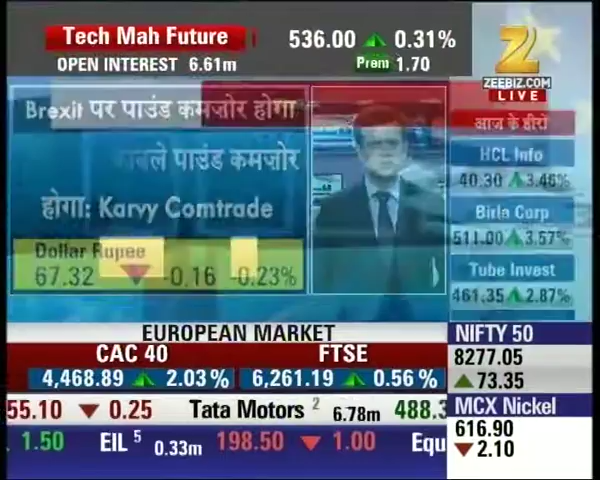 Tech Mah Future
536.00 0.31%
OPEN INTEREST 6.61m
Prem 1.70
Z
ZEEBIZ.COM
LIVE
Brexit पर पाउंड कमजोर होगा
पाउंड कमजोर
होगा: Karvy Comtrade
Dollar Rupee
67.32 -0.16 -0.23%
आज के हीरो
HCL Info
40.30 3.46%
Birla Corp
511.00 3.57%
Tube Invest
461.35 2.87%
EUROPEAN MARKET
CAC 40 FTSE
4,468.89 2.03% 6,261.19 0.56%
NIFTY 50
8277.05
73.35
MCX Nickel
616.90
2.10
55.10 0.25 Tata Motors 2 6.78m 488.3
1.50 EIL 5 0.33m 198.50 1.00 Equ